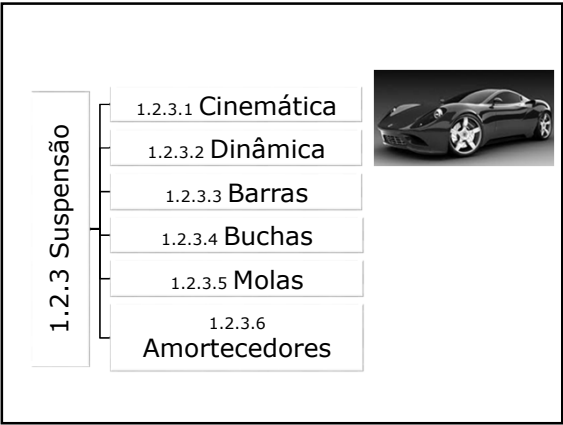 1.2.3 Suspensão
1.2.3.1 Cinemática
1.2.3.2 Dinâmica
1.2.3.3 Barras
1.2.3.4 Buchas
1.2.3.5 Molas
1.2.3.6
Amortecedores